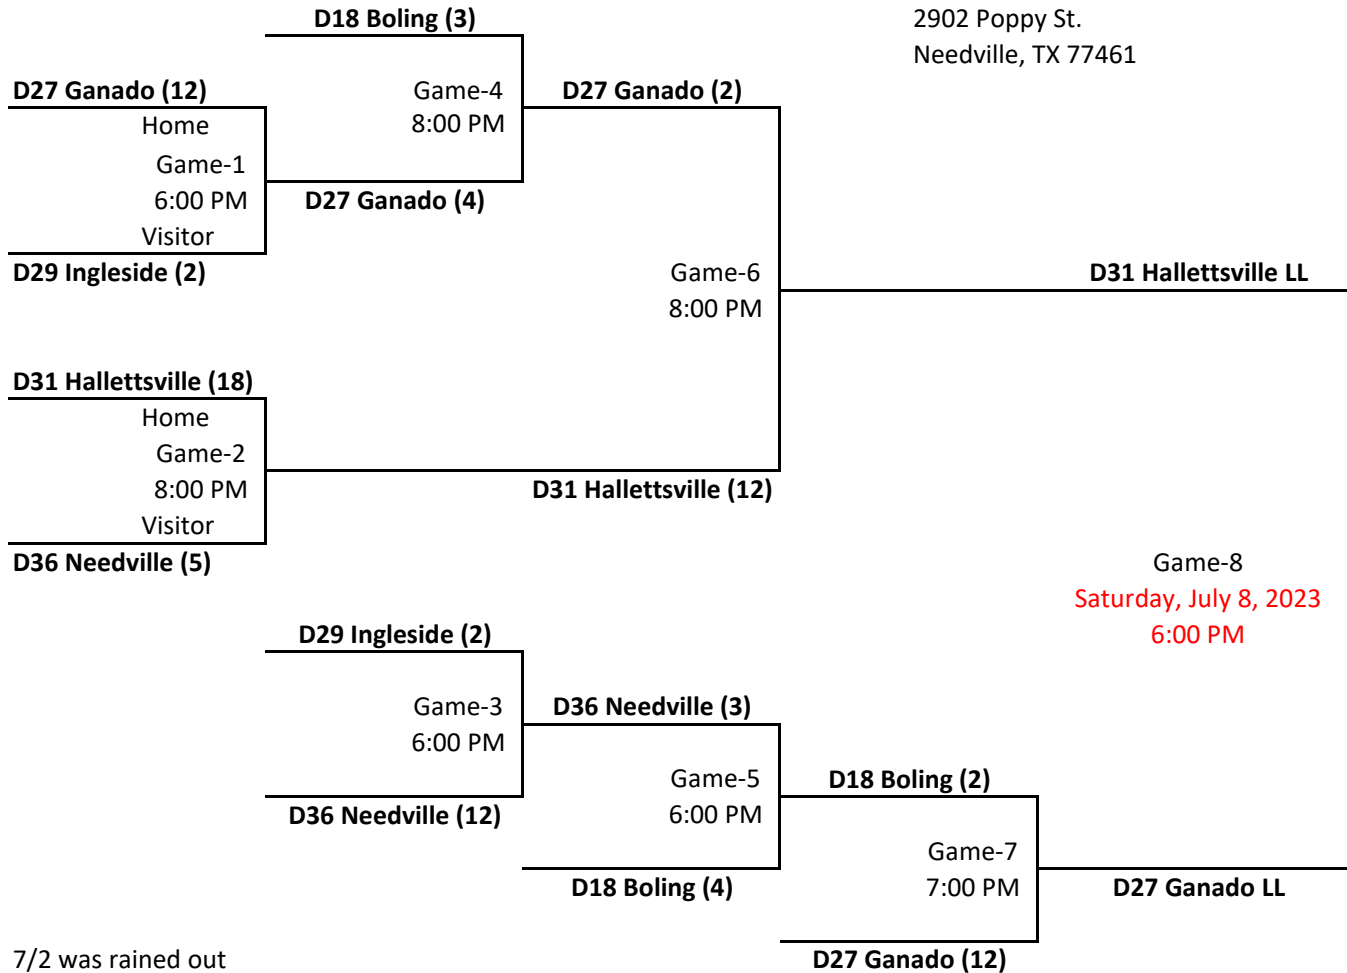 D18 Boling (3)
2902 Poppy St.
Needville, TX 77461
D27 Ganado (12)
Game-4
D27 Ganado (2)
Home
8:00 PM
Game-1
6:00 PM
D27 Ganado (4)
Visitor
D29 Ingleside (2)
Game-6
D31 Hallettsville LL
8:00 PM
D31 Hallettsville (18)
Home
Game-2
8:00 PM
D31 Hallettsville (12)
Visitor
D36 Needville (5)
Game-8
Saturday, July 8, 2023
6:00 PM
D29 Ingleside (2)
Game-3
D36 Needville (3)
6:00 PM
Game-5
D18 Boling (2)
D36 Needville (12)
6:00 PM
Game-7
D18 Boling (4)
7:00 PM
D27 Ganado LL
7/2 was rained out
D27 Ganado (12)